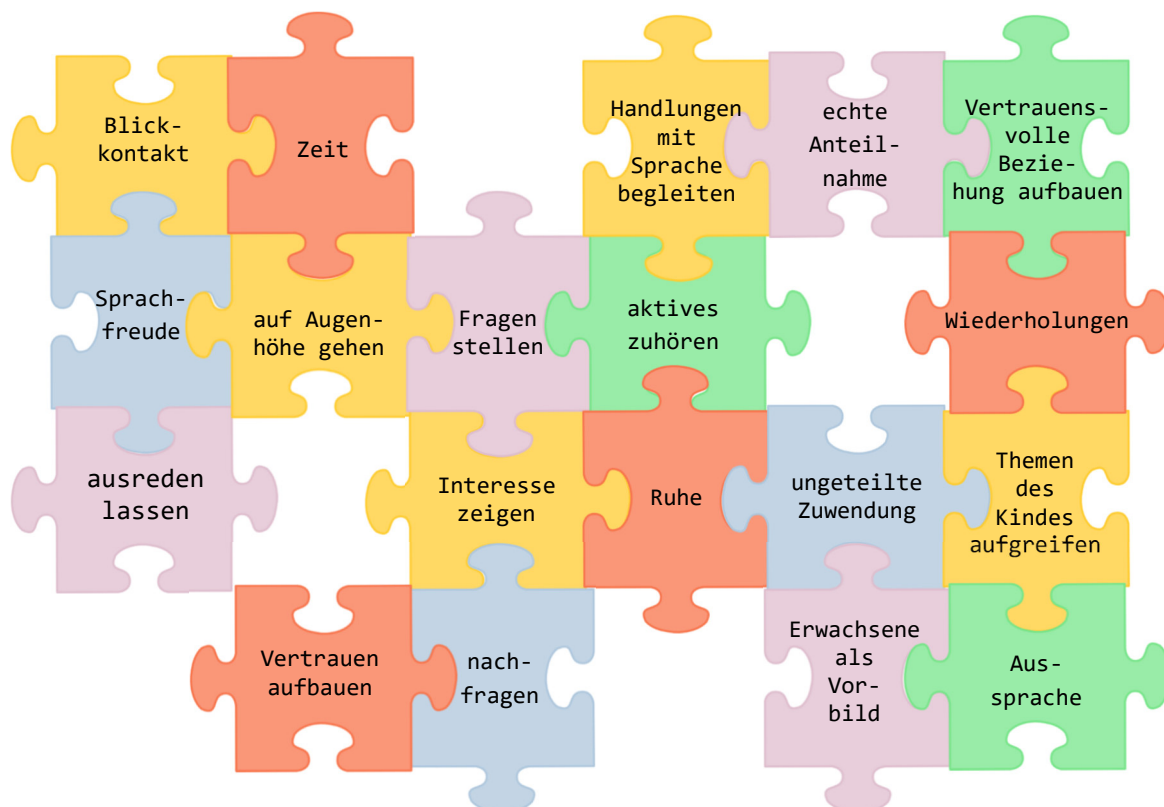 Blick-
kontakt
Zeit
Handlungen
mit
Sprache
begleiten
echte
Anteil-
nahme
Vertrauens-
volle
Bezie-
hung aufbauen
Sprach-
freude
auf Augen-
höhe gehen
Fragen
stellen
aktives
zuhören
Wiederholungen
ausreden
lassen
Interesse
zeigen
Ruhe
ungeteilte
Zuwendung
Themen
des
Kindes
aufgreifen
Vertrauen
aufbauen
nach-
fragen
Erwachsene
als
Vor-
bild
Aus-
sprache